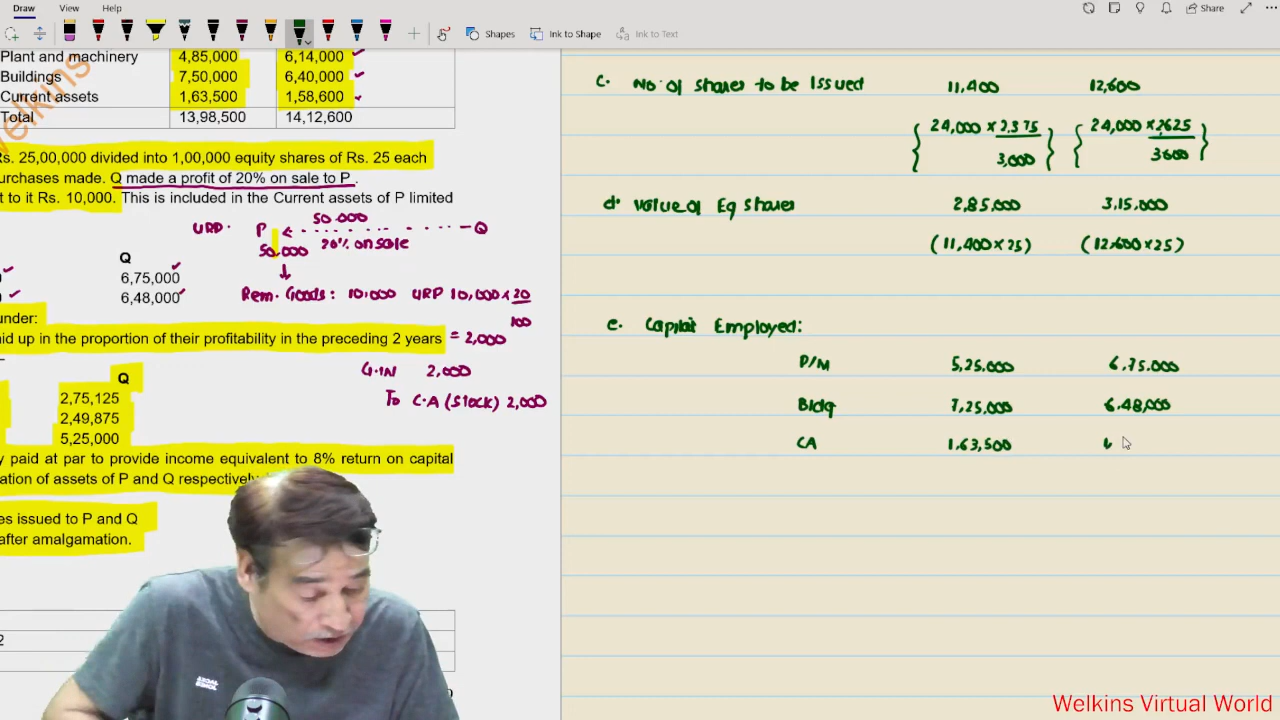 Draw View Help
Shares Ink to Shape Ink to Text Share
Plant and machinery 4,85,000 6,14,000
Buildings 7,50,000 6,40,000
Current assets 1,63,500 1,58,600
Total 13,98,500 14,12,600
Rs. 25,00,000 divided into 1,00,000 equity shares of Rs. 25 each
urchases made. Q made a profit of 20% on sale to P.
t to it Rs. 10,000. This is included in the Current assets of P limited
URP. P 50.000 Q
50.000 20% on sale
Q
6,75,000
6,48,000
Rem. Goods: 10.000 URP 10,000 x 20
100
under:
aid up in the proportion of their profitability in the preceding 2 years = 2,000
Q
2,75,125
2,49,875
5,25,000
G.IN 2,000
To C.A (Stock) 2,000
y paid at par to provide income equivalent to 8% return on capital
ation of assets of P and Q respectively
es issued to P and Q
after amalgamation.
2
c. No of shares to be Issued 11,400 12,600
{ 24,000 x 2,375 } { 24,000 x 2625 }
3,000 3600
d. Value of Eq Shares 2,85,000 3,15,000
(11,400 x 25) (12,600 x 25)
e. Capital Employed:
P/M 5,25,000 6,75,000
Bldg 7,25,000 6,48,000
CA 1,63,500
Welkins Virtual World